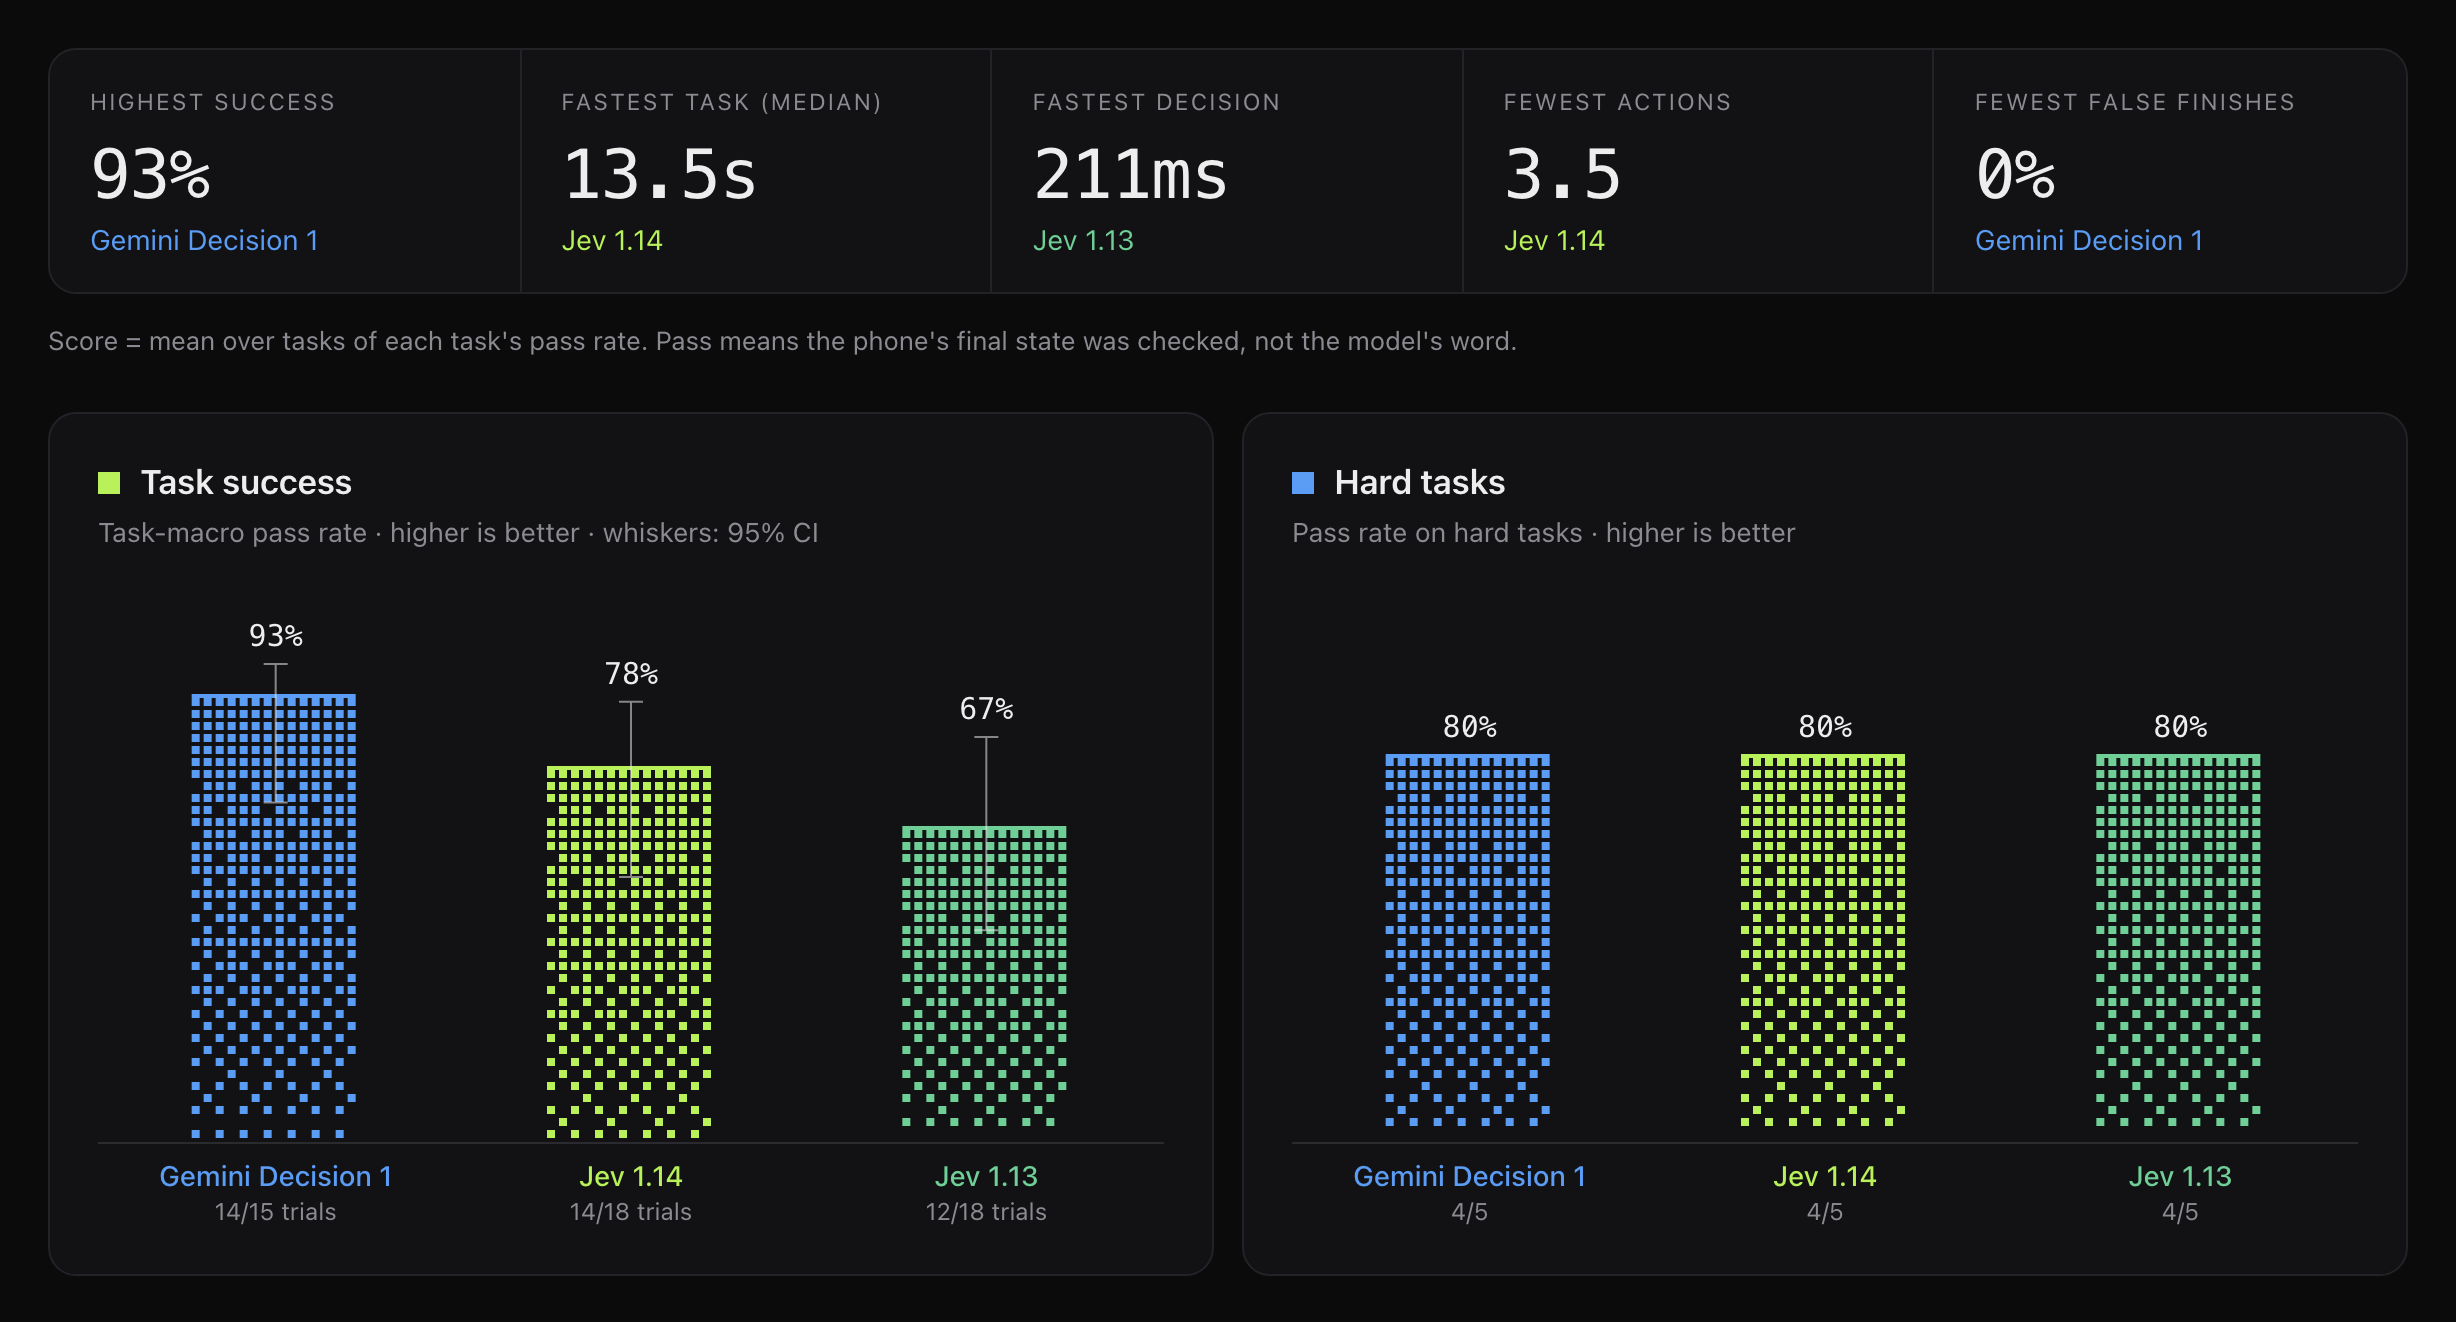 HIGHEST SUCCESS
93%
Gemini Decision 1
FASTEST TASK (MEDIAN)
13.5s
Jev 1.14
FASTEST DECISION
211ms
Jev 1.13
FEWEST ACTIONS
3.5
Jev 1.14
FEWEST FALSE FINISHES
0%
Gemini Decision 1
Score = mean over tasks of each task's pass rate. Pass means the phone's final state was checked, not the model's word.
Task success
Task-macro pass rate · higher is better · whiskers: 95% CI
93%
78%
67%
Gemini Decision 1
14/15 trials
Jev 1.14
14/18 trials
Jev 1.13
12/18 trials
Hard tasks
Pass rate on hard tasks · higher is better
80%
80%
80%
Gemini Decision 1
4/5
Jev 1.14
4/5
Jev 1.13
4/5